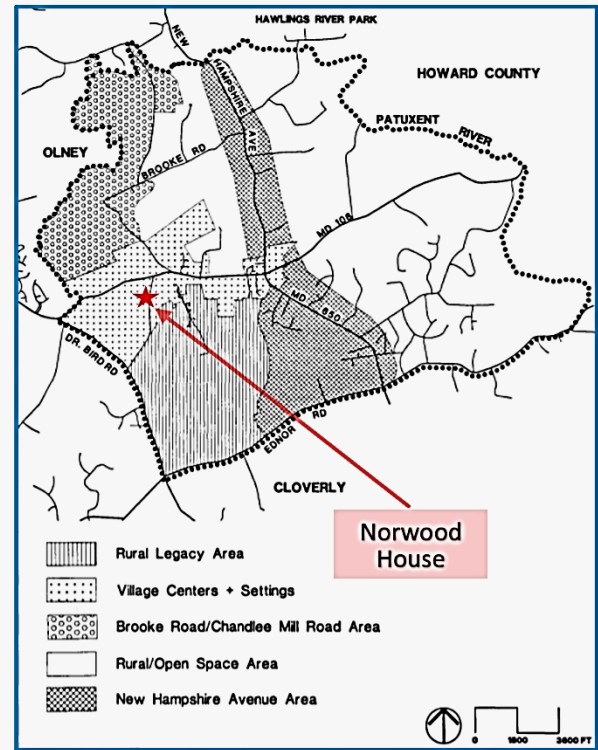 HAWLINGS RIVER PARK
NEW
HAMPSHIRE
AVE
HOWARD COUNTY
PATUXENT
RIVER
OLNEY
BROOKE RD
MD 108
MD 650
DR. BIRD RD
EDNOR
RD
CLOVERLY
Norwood
House
Rural Legacy Area
Village Centers + Settings
Brooke Road/Chandlee Mill Road Area
Rural/Open Space Area
New Hampshire Avenue Area
0 1800 3600 FT